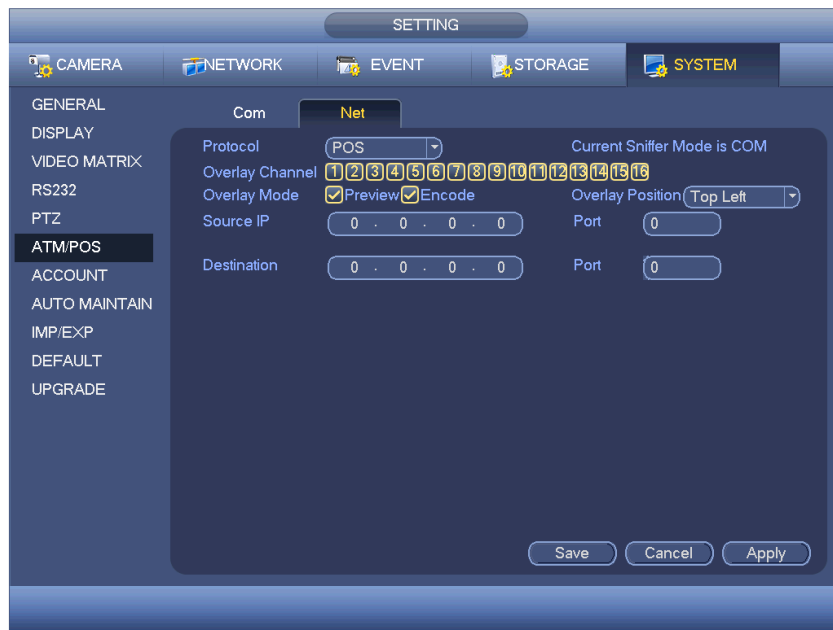 SETTING
CAMERA NETWORK EVENT STORAGE SYSTEM
GENERAL
DISPLAY
VIDEO MATRIX
RS232
PTZ
ATM/POS
ACCOUNT
AUTO MAINTAIN
IMP/EXP
DEFAULT
UPGRADE
Com Net
Protocol POS Current Sniffer Mode is COM
Overlay Channel 1 2 3 4 5 6 7 8 9 10 11 12 13 14 15 16
Overlay Mode Preview Encode Overlay Position Top Left
Source IP 0 . 0 . 0 . 0 Port 0
Destination 0 . 0 . 0 . 0 Port 0
Save Cancel Apply